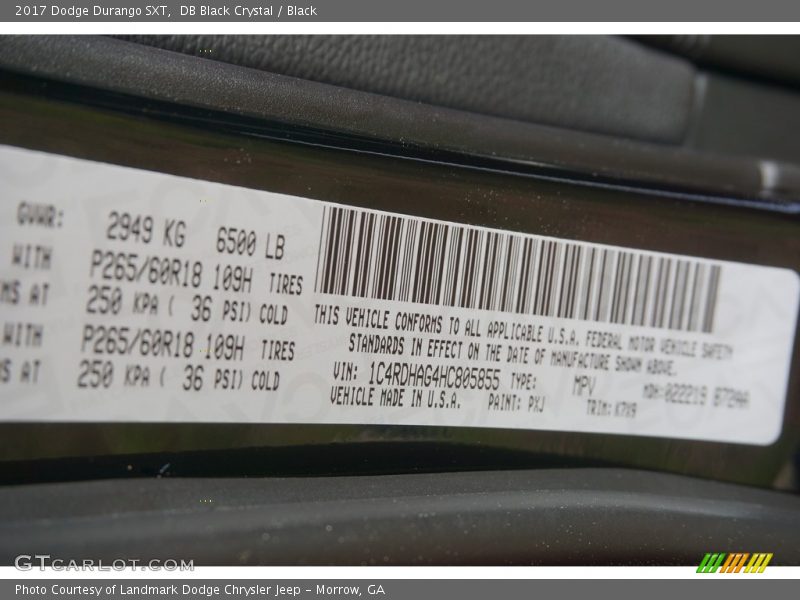 2017 Dodge Durango SXT, DB Black Crystal / Black
GVWR: 2949 KG 6500 LB
WITH P265/60R18 109H TIRES
MS AT 250 KPA ( 36 PSI) COLD
WITH P265/60R18 109H TIRES
MS AT 250 KPA ( 36 PSI) COLD
THIS VEHICLE CONFORMS TO ALL APPLICABLE U.S.A. FEDERAL MOTOR VEHICLE SAFETY
STANDARDS IN EFFECT ON THE DATE OF MANUFACTURE SHOWN ABOVE.
VIN: 1C4RDHAG4HC805855 TYPE: MPV
VEHICLE MADE IN U.S.A. PAINT: PXJ TRIM:
MDH:022219
GTcarlot.com
Photo Courtesy of Landmark Dodge Chrysler Jeep – Morrow, GA